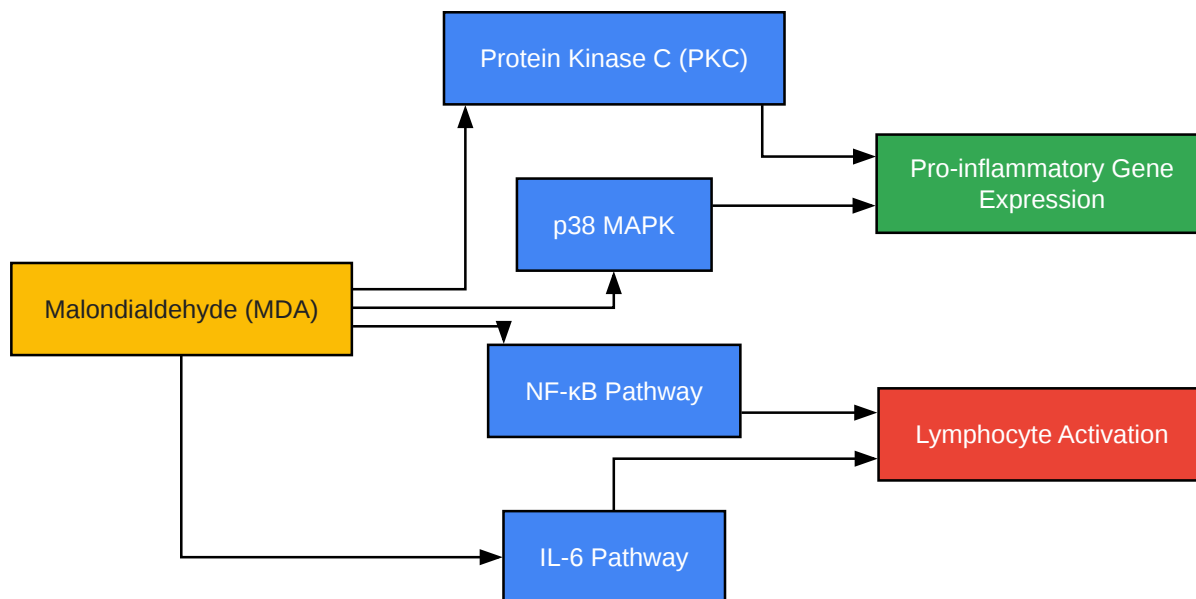 Protein Kinase C (PKC)
Pro-inflammatory Gene
Expression
p38 MAPK
Malondialdehyde (MDA)
NF-κB Pathway
Lymphocyte Activation
IL-6 Pathway